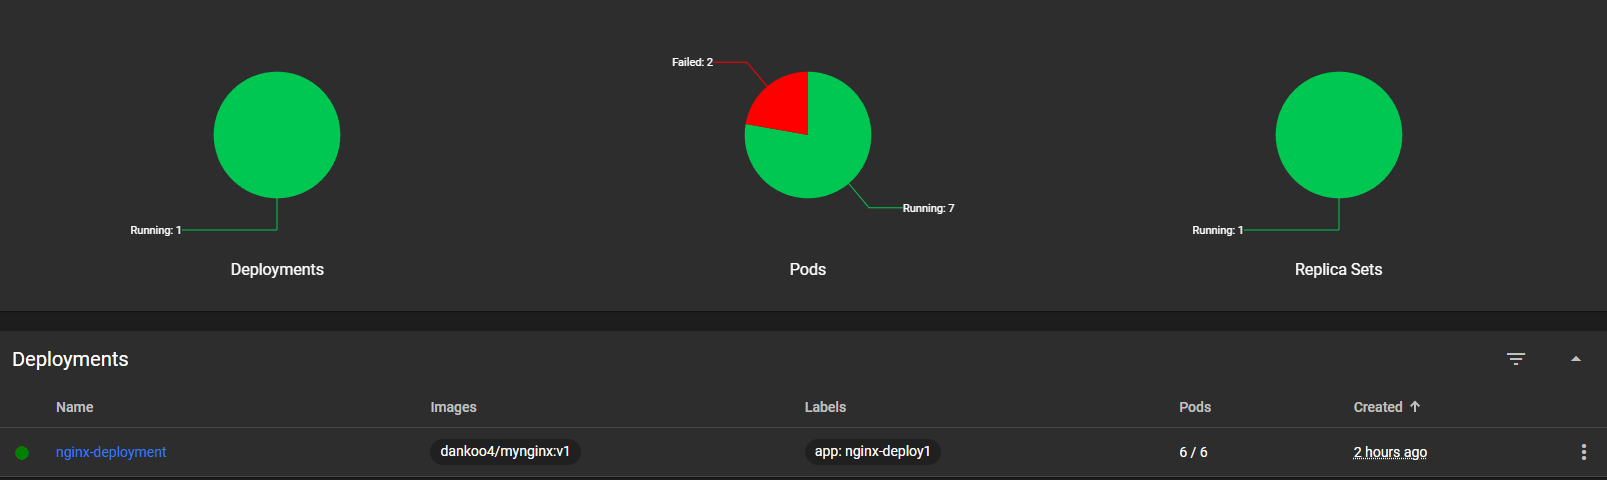 Failed: 2
Running: 7
Running: 1
Running: 1
Deployments
Pods
Replica Sets
Deployments
Name Images Labels Pods Created
nginx-deployment dankoo4/mynginx:v1 app: nginx-deploy1 6 / 6 2 hours ago